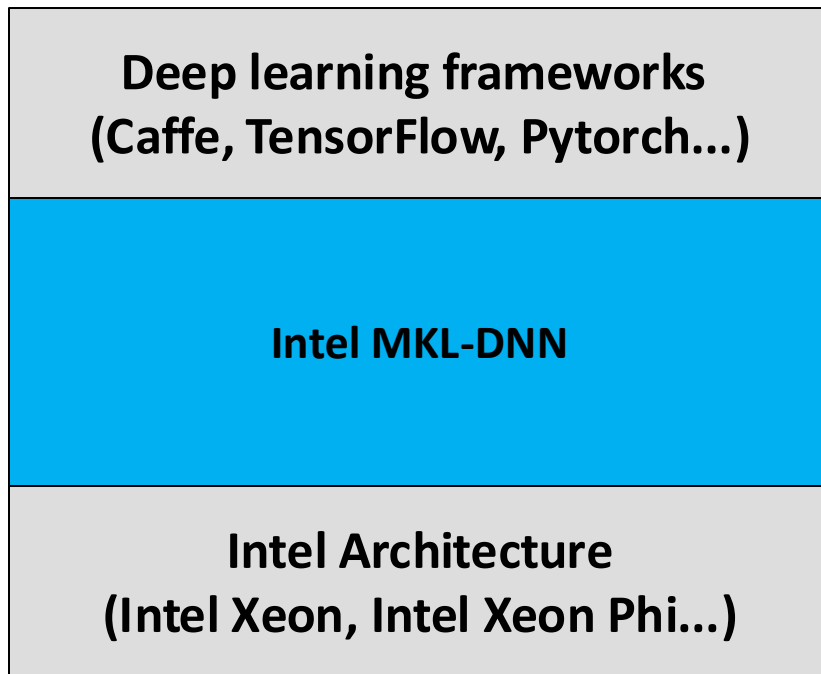 Deep learning frameworks
(Caffe, TensorFlow, Pytorch...)
Intel MKL-DNN
Intel Architecture
(Intel Xeon, Intel Xeon Phi...)